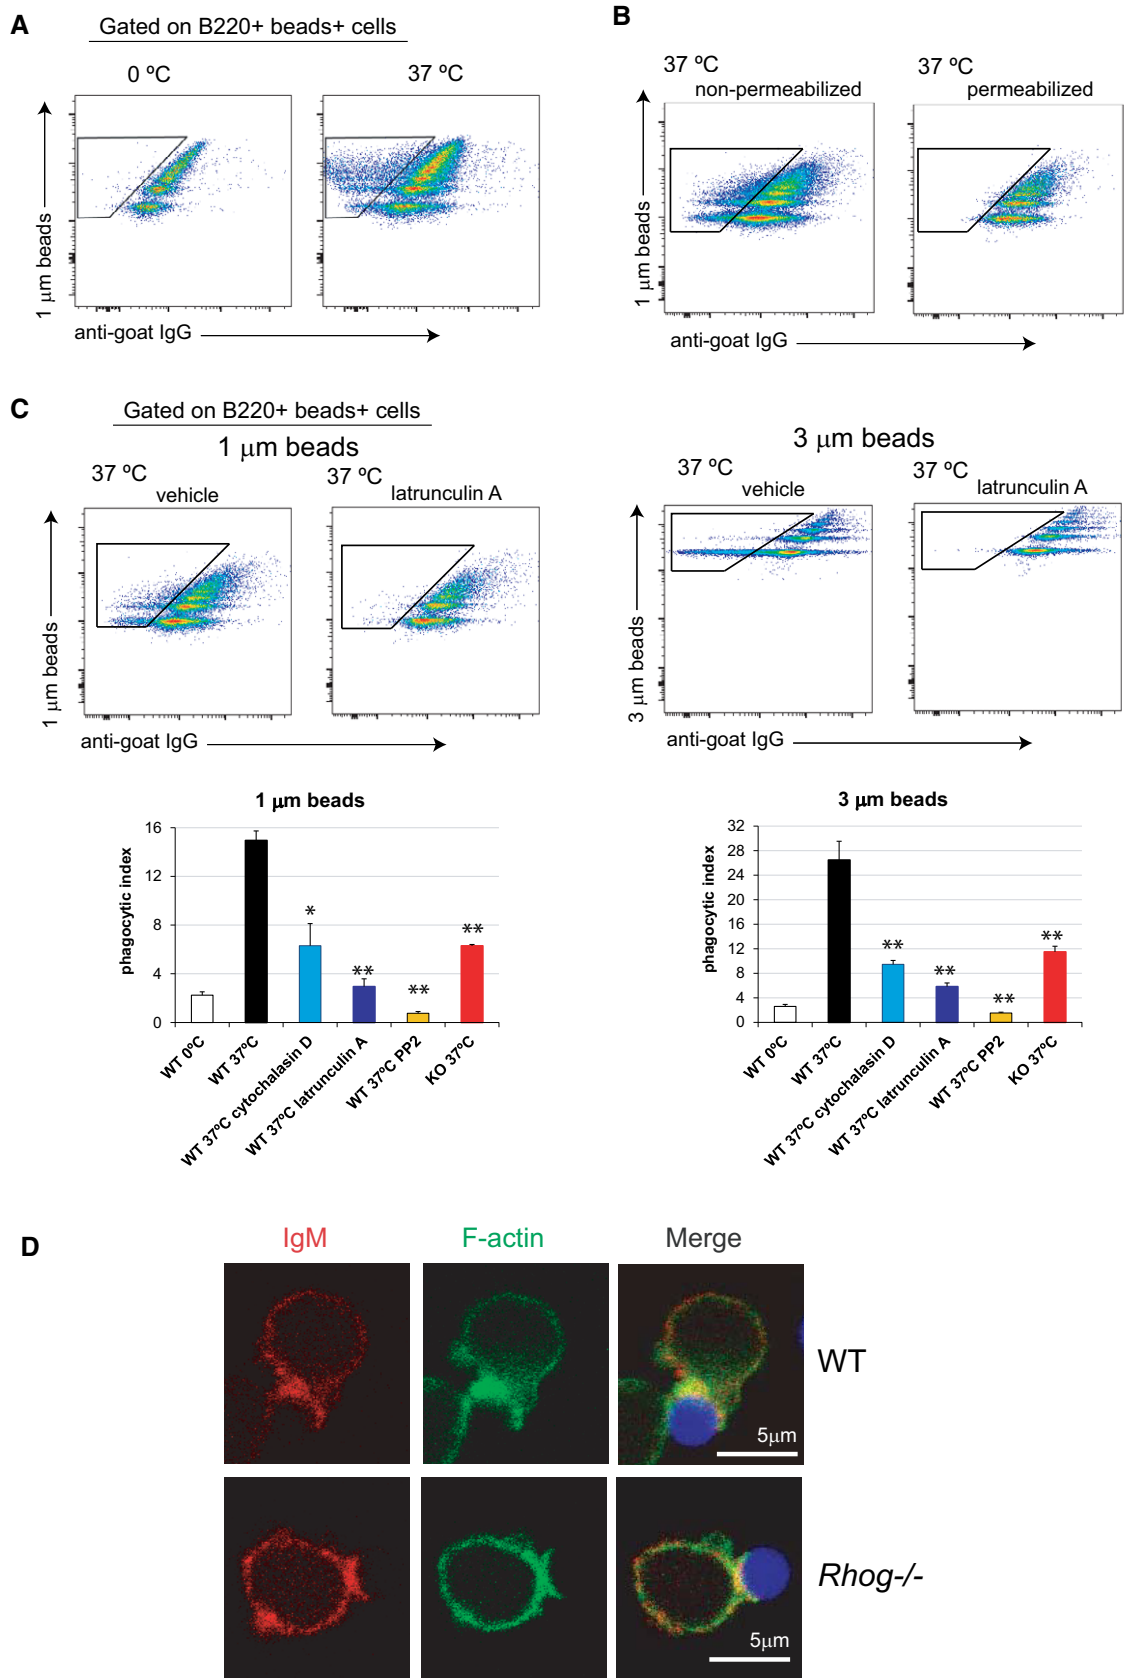 A
Gated on B220+ beads+ cells
0 ºC
37 ºC
1 µm beads
anti-goat IgG
B
37 ºC
non-permeabilized
37 ºC
permeabilized
1 µm beads
anti-goat IgG
C
Gated on B220+ beads+ cells
1 µm beads
37 ºC
vehicle
37 ºC
latrunculin A
1 µm beads
anti-goat IgG
3 µm beads
37 ºC
vehicle
37 ºC
latrunculin A
3 µm beads
anti-goat IgG
1 µm beads
phagocytic index
16
12
8
4
0
*
**
**
**
WT 0ºC
WT 37ºC
WT 37ºC cytochalasin D
WT 37ºC latrunculin A
WT 37ºC PP2
KO 37ºC
3 µm beads
phagocytic index
32
28
24
20
16
12
8
4
0
**
**
**
**
WT 0ºC
WT 37ºC
WT 37ºC cytochalasin D
WT 37ºC latrunculin A
WT 37ºC PP2
KO 37ºC
D
IgM
F-actin
Merge
5µm
WT
5µm
Rhog-/-